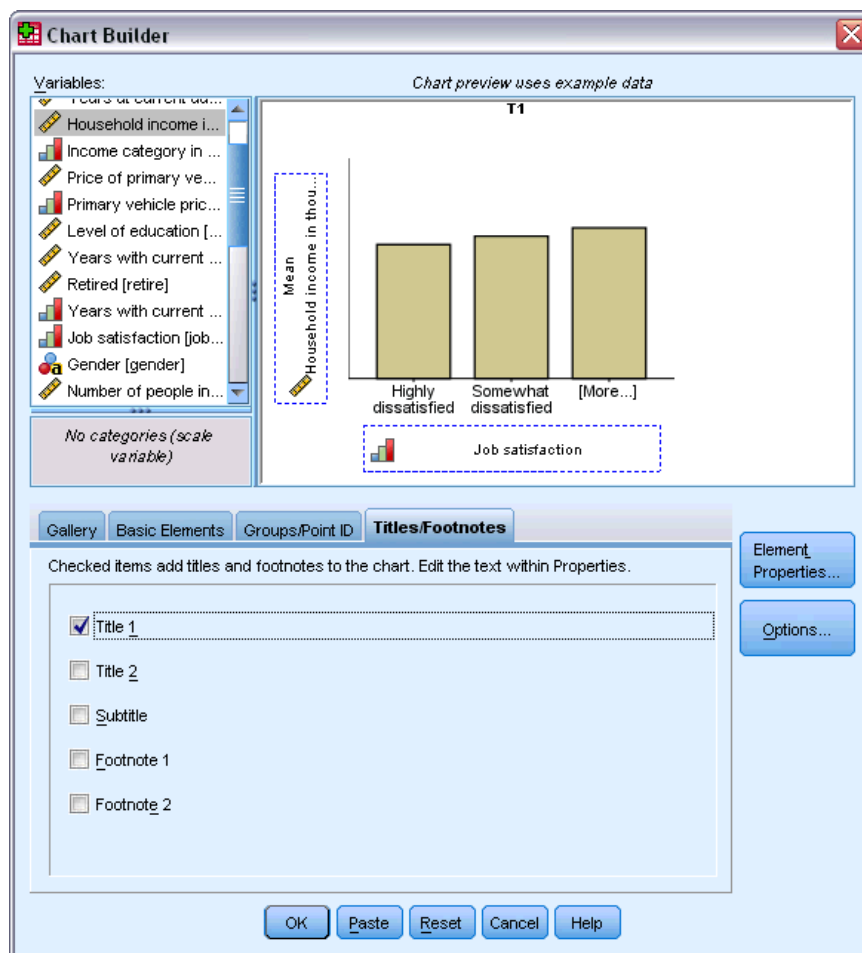 Chart Builder
Variables:
Chart preview uses example data
Years at current ad...
Household income i...
Income category in ...
Price of primary ve...
Primary vehicle pric...
Level of education [...
Years with current ...
Retired [retire]
Years with current ...
Job satisfaction [job...
Gender [gender]
Number of people in...
No categories (scale
variable)
T1
Mean
Household income in thou...
Highly
dissatisfied
Somewhat
dissatisfied
[More...]
Job satisfaction
Gallery
Basic Elements
Groups/Point ID
Titles/Footnotes
Checked items add titles and footnotes to the chart. Edit the text within Properties.
Title 1
Title 2
Subtitle
Footnote 1
Footnote 2
Element
Properties...
Options...
OK
Paste
Reset
Cancel
Help